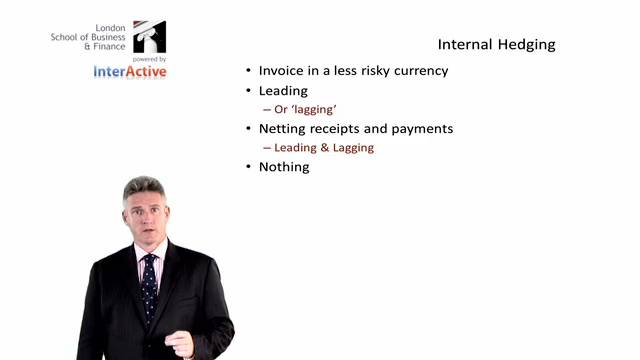 London
School of Business
& Finance
powered by
InterActive
Internal Hedging
• Invoice in a less risky currency
• Leading
– Or ‘lagging’
• Netting receipts and payments
– Leading & Lagging
• Nothing